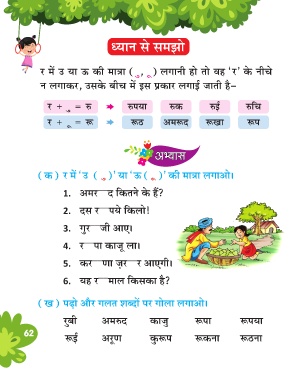 ध्यान से समझो
र में उ या ऊ की मात्रा ( ु, ू ) लगानी हो तो वह ‘र’ के नीचे
न लगाकर, उसके बीच में इस प्रकार लगाई जाती है–
र + ु = रु → रुपया रुक रुई रुचि
र + ू = रू → रूठ अमरूद रूखा रूप
अभ्यास
( क ) र में ‘उ ( ु )’ या ‘ऊ ( ू )’ की मात्रा लगाओ।
1. अमर द कितने के हैं?
2. दस र पये किलो!
3. गुर जी आए।
4. र पा काजू ला।
5. कर णा ज़र र आएगी।
6. यह र माल किसका है?
( ख ) पढ़ो और गलत शब्दों पर गोला लगाओ।
रुबी अमरुद काजु रूपा रूपया
रूई अरूण कुरूप रूकना रूठना
62